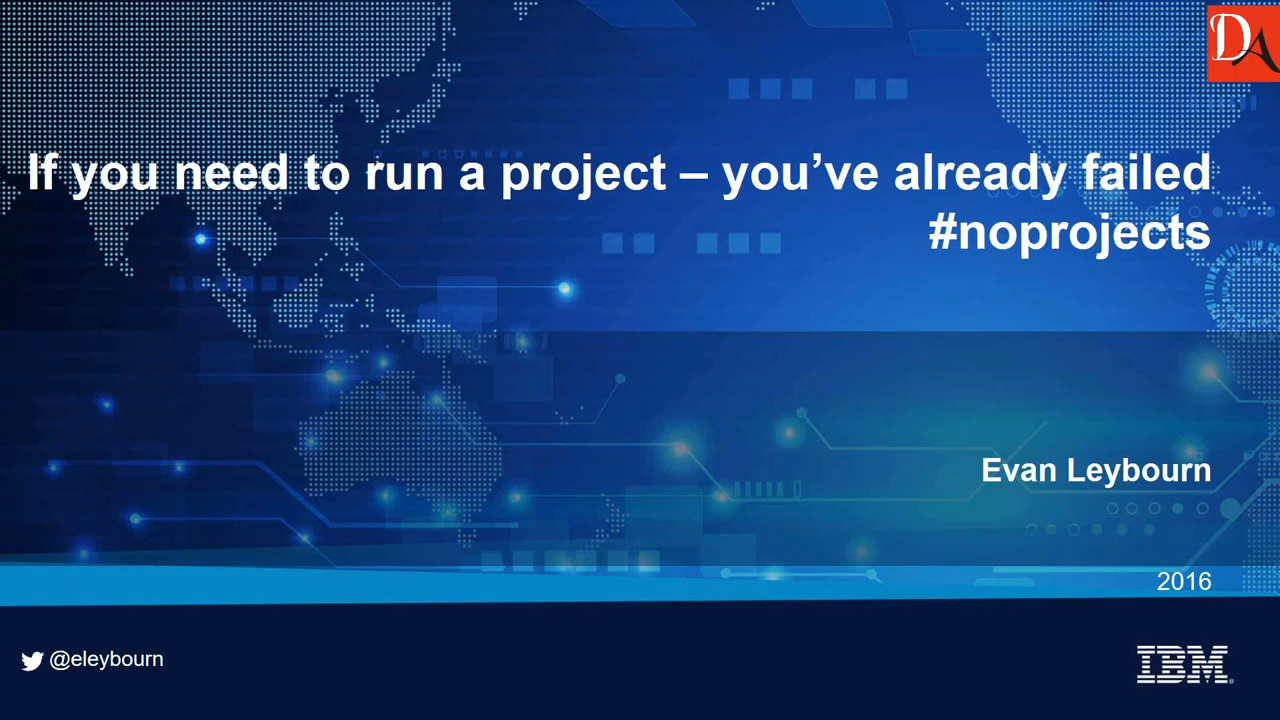 DA
If you need to run a project – you’ve already failed
#noprojects
Evan Leybourn
2016
@eleybourn
IBM